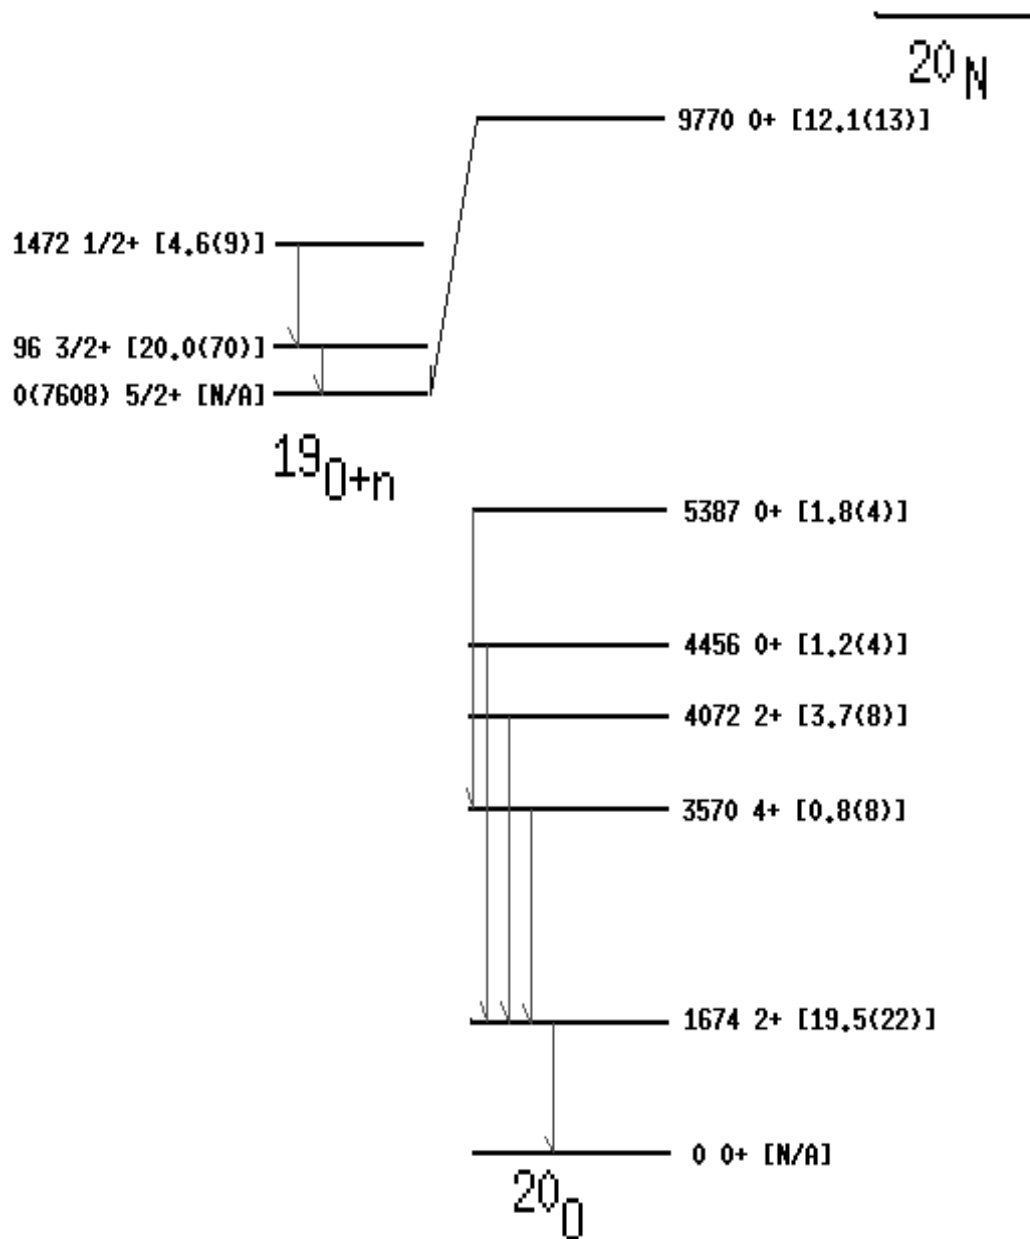 20N
9770 0+ [12.1(13)]
1472 1/2+ [4.6(9)]
96 3/2+ [20.0(70)]
0(7608) 5/2+ [N/A]
19O+n
5387 0+ [1.8(4)]
4456 0+ [1.2(4)]
4072 2+ [3.7(8)]
3570 4+ [0.8(8)]
1674 2+ [19.5(22)]
0 0+ [N/A]
20O